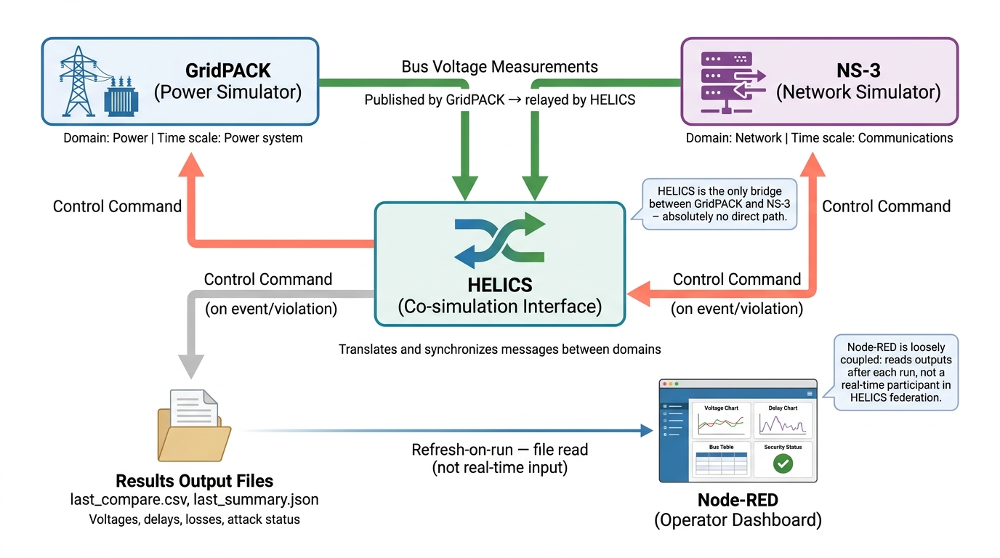 GridPACK
(Power Simulator)
Domain: Power | Time scale: Power system
Bus Voltage Measurements
Published by GridPACK → relayed by HELICS
NS-3
(Network Simulator)
Domain: Network | Time scale: Communications
Control Command
HELICS is the only bridge
between GridPACK and NS-3
– absolutely no direct path.
Control Command
HELICS
(Co-simulation Interface)
Control Command
(on event/violation)
Control Command
(on event/violation)
Translates and synchronizes messages between domains
Node-RED is loosely
coupled: reads outputs
after each run, not a
real-time participant in
HELICS federation.
Voltage Chart
Delay Chart
Bus Table
Security Status
Refresh-on-run — file read
(not real-time input)
Results Output Files
last_compare.csv, last_summary.json
Voltages, delays, losses, attack status
Node-RED
(Operator Dashboard)